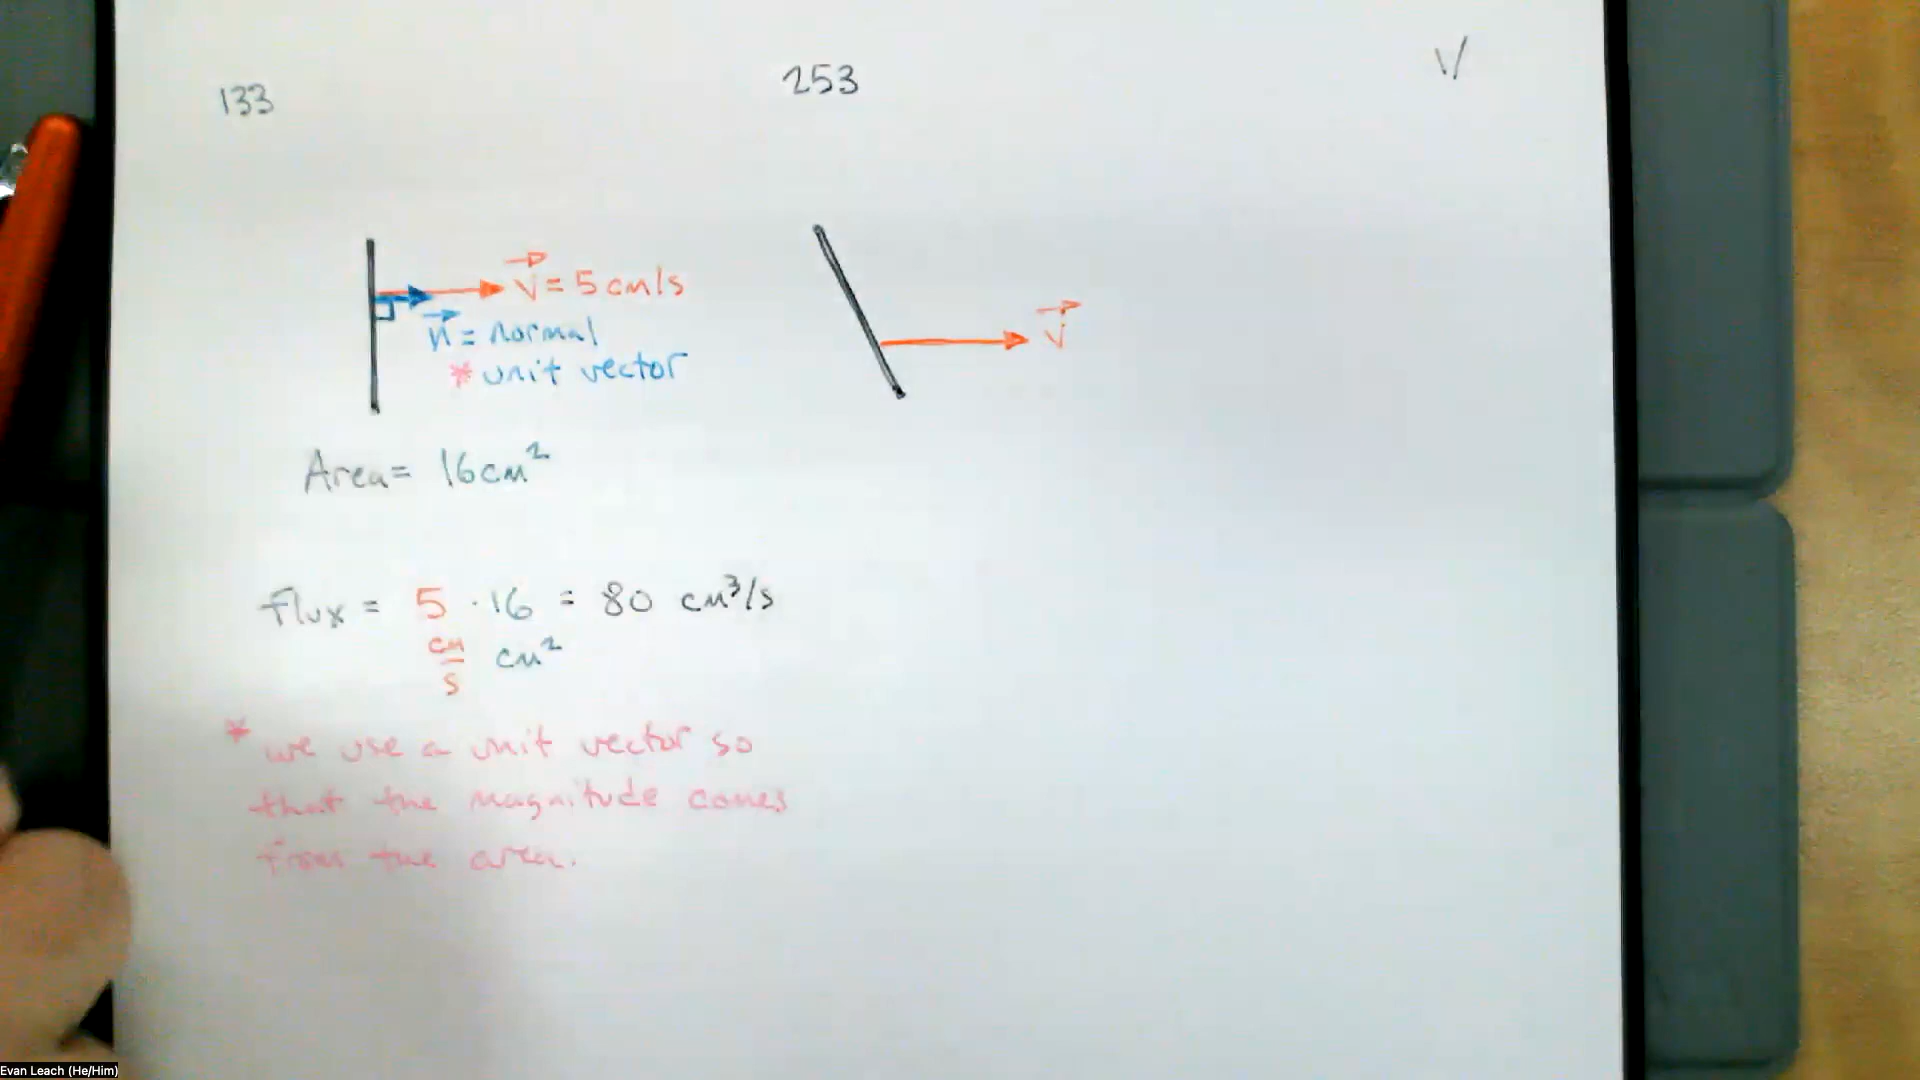 133
253
V
v = 5 cm/s
n = normal
* unit vector
v
Area = 16 cm²
flux = 5 · 16 = 80 cm³/s
cm/s cm²
* we use a unit vector so
that the magnitude comes
from the area.
Evan Leach (He/Him)